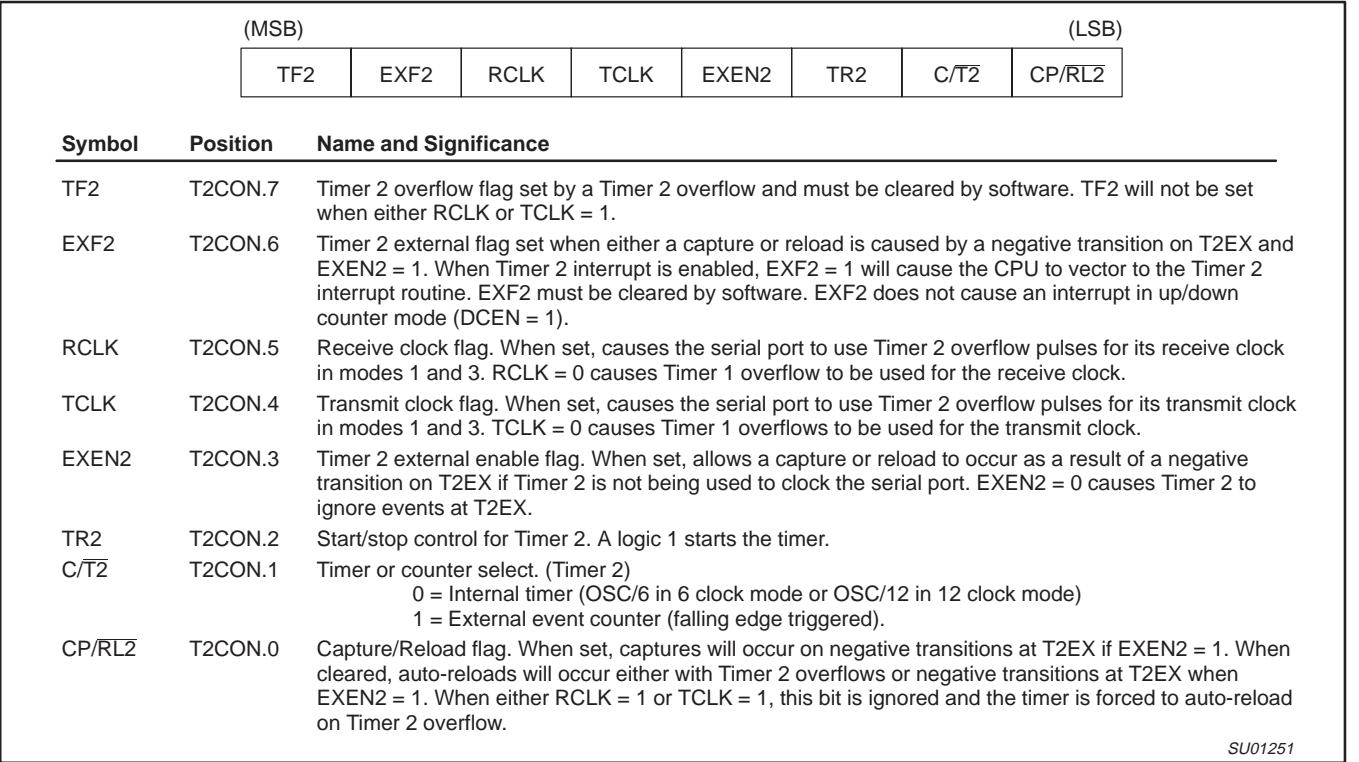 (MSB) (LSB)
TF2 EXF2 RCLK TCLK EXEN2 TR2 C/T2̅ CP/RL2̅
Symbol Position Name and Significance
TF2 T2CON.7 Timer 2 overflow flag set by a Timer 2 overflow and must be cleared by software. TF2 will not be set
when either RCLK or TCLK = 1.
EXF2 T2CON.6 Timer 2 external flag set when either a capture or reload is caused by a negative transition on T2EX and
EXEN2 = 1. When Timer 2 interrupt is enabled, EXF2 = 1 will cause the CPU to vector to the Timer 2
interrupt routine. EXF2 must be cleared by software. EXF2 does not cause an interrupt in up/down
counter mode (DCEN = 1).
RCLK T2CON.5 Receive clock flag. When set, causes the serial port to use Timer 2 overflow pulses for its receive clock
in modes 1 and 3. RCLK = 0 causes Timer 1 overflow to be used for the receive clock.
TCLK T2CON.4 Transmit clock flag. When set, causes the serial port to use Timer 2 overflow pulses for its transmit clock
in modes 1 and 3. TCLK = 0 causes Timer 1 overflows to be used for the transmit clock.
EXEN2 T2CON.3 Timer 2 external enable flag. When set, allows a capture or reload to occur as a result of a negative
transition on T2EX if Timer 2 is not being used to clock the serial port. EXEN2 = 0 causes Timer 2 to
ignore events at T2EX.
TR2 T2CON.2 Start/stop control for Timer 2. A logic 1 starts the timer.
C/T̅2̅ T2CON.1 Timer or counter select. (Timer 2)
0 = Internal timer (OSC/6 in 6 clock mode or OSC/12 in 12 clock mode)
1 = External event counter (falling edge triggered).
CP/R̅L̅2̅ T2CON.0 Capture/Reload flag. When set, captures will occur on negative transitions at T2EX if EXEN2 = 1. When
cleared, auto-reloads will occur either with Timer 2 overflows or negative transitions at T2EX when
EXEN2 = 1. When either RCLK = 1 or TCLK = 1, this bit is ignored and the timer is forced to auto-reload
on Timer 2 overflow.
SU01251